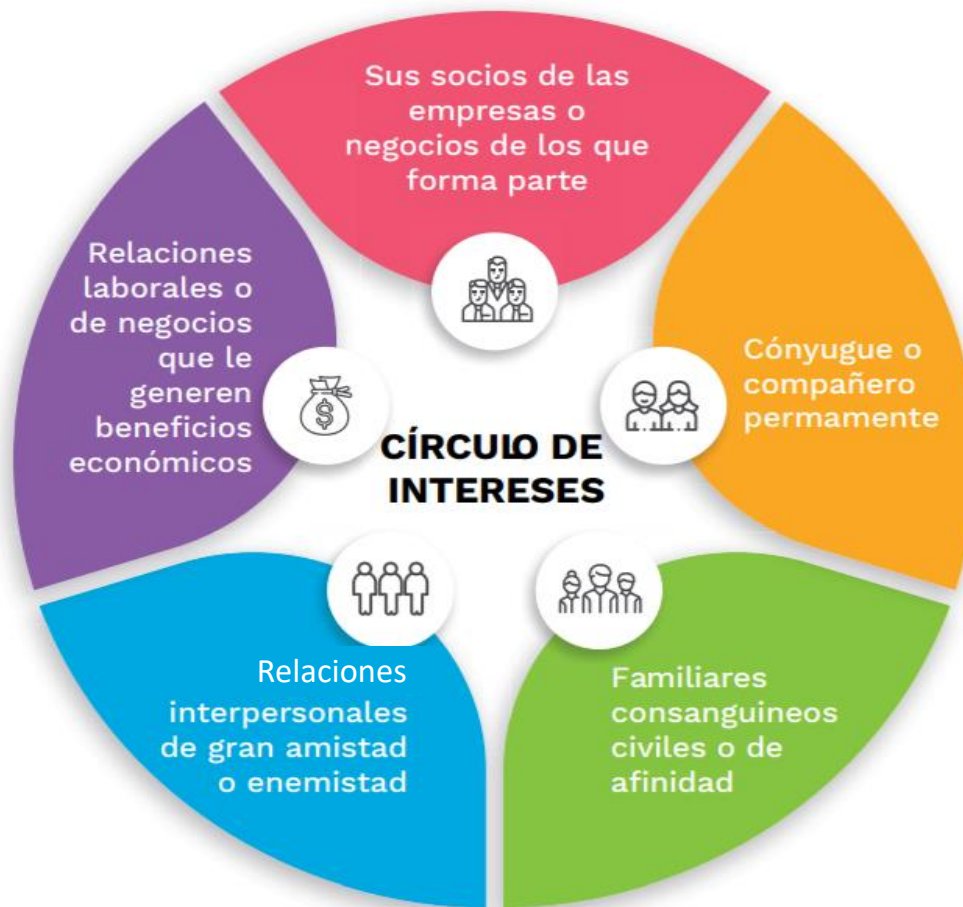 Sus socios de las
empresas o
negocios de los que
forma parte
Cónyugue o
compañero
permamente
Familiares
consanguineos
civiles o de
afinidad
Relaciones
interpersonales
de gran amistad
o enemistad
Relaciones
laborales o
de negocios
que le
generen
beneficios
económicos
$
CÍRCULO DE
INTERESES